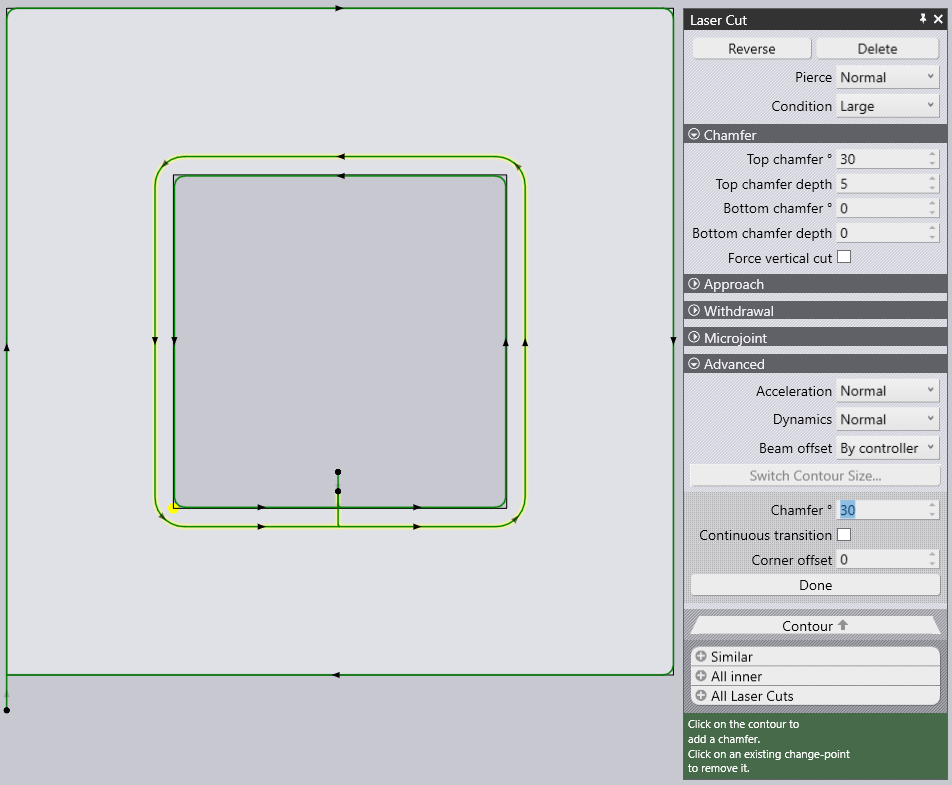 Laser Cut
Reverse Delete
Pierce Normal
Condition Large
Chamfer
Top chamfer ° 30
Top chamfer depth 5
Bottom chamfer ° 0
Bottom chamfer depth 0
Force vertical cut
Approach
Withdrawal
Microjoint
Advanced
Acceleration Normal
Dynamics Normal
Beam offset By controller
Switch Contour Size...
Chamfer ° 30
Continuous transition
Corner offset 0
Done
Contour
Similar
All inner
All Laser Cuts
Click on the contour to
add a chamfer.
Click on an existing change-point
to remove it.